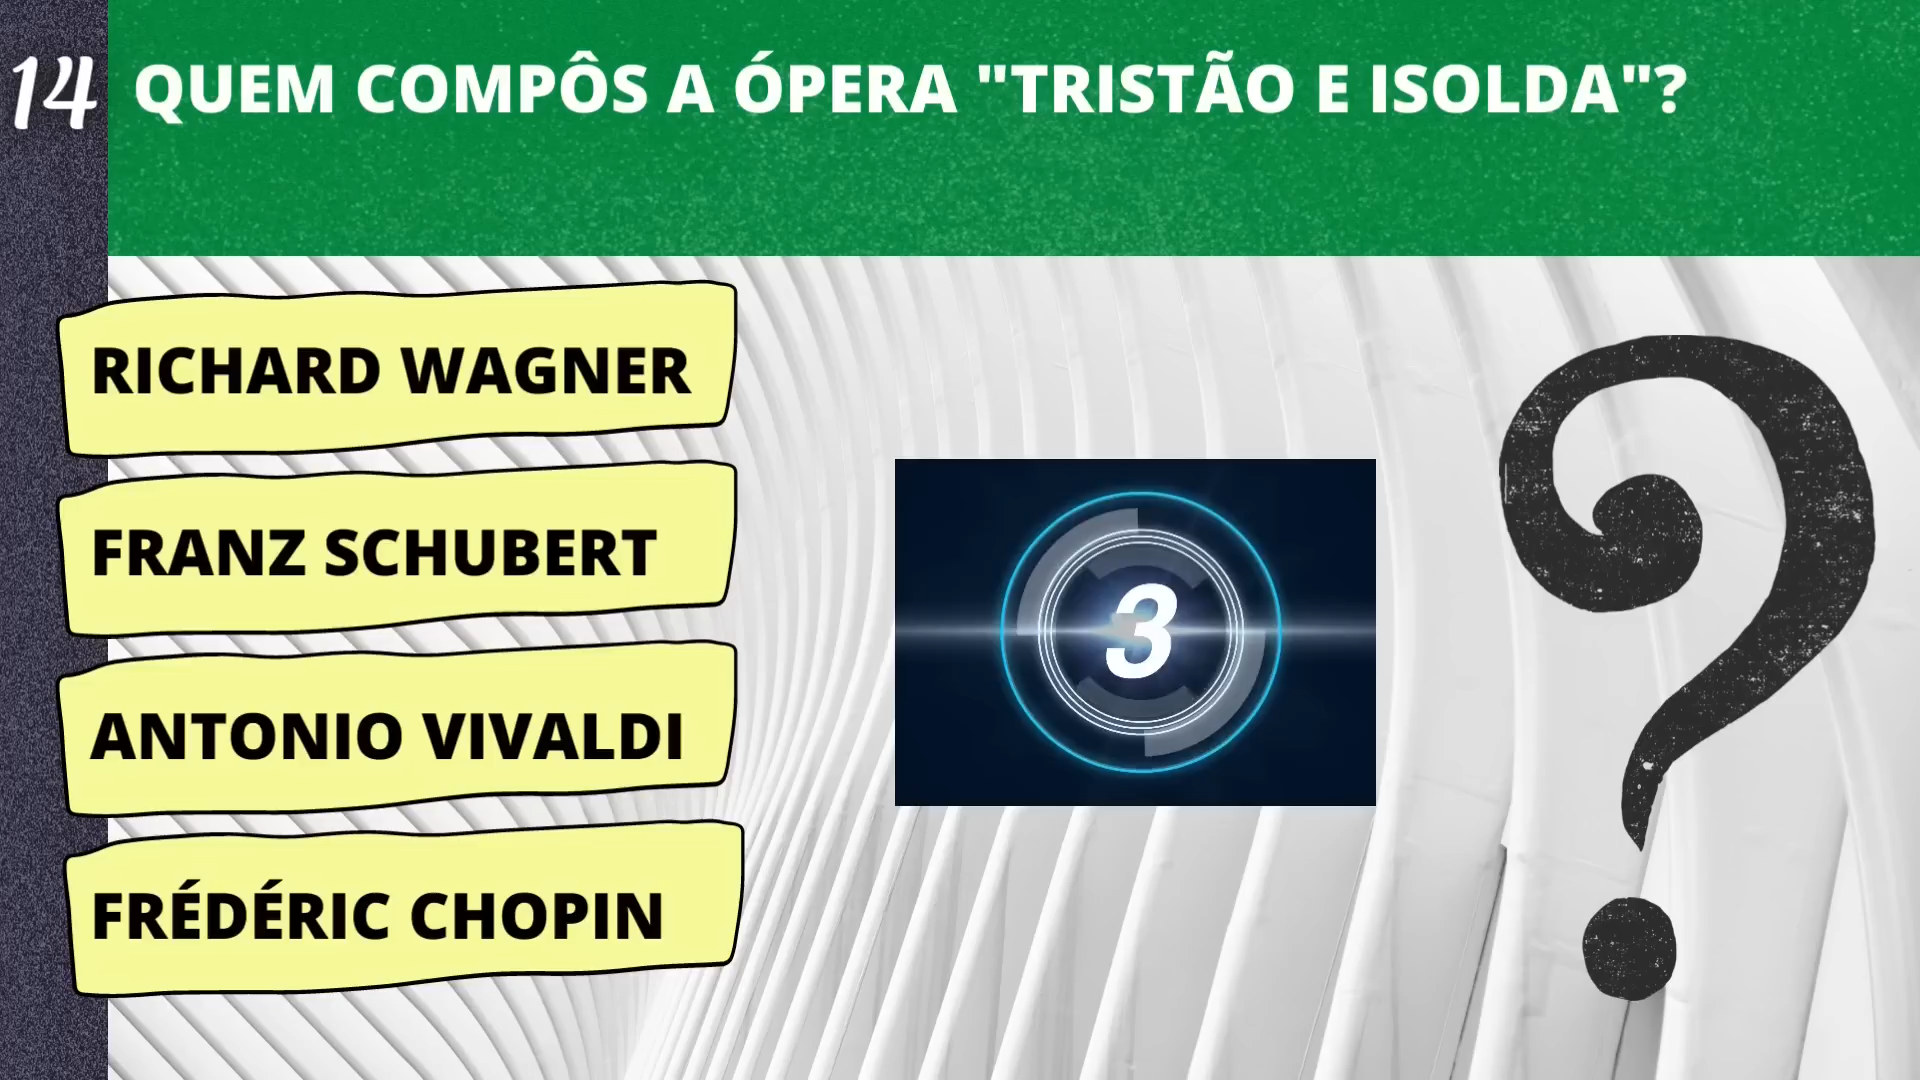 14
QUEM COMPÔS A ÓPERA "TRISTÃO E ISOLDA"?
RICHARD WAGNER
FRANZ SCHUBERT
ANTONIO VIVALDI
FRÉDÉRIC CHOPIN
3
?